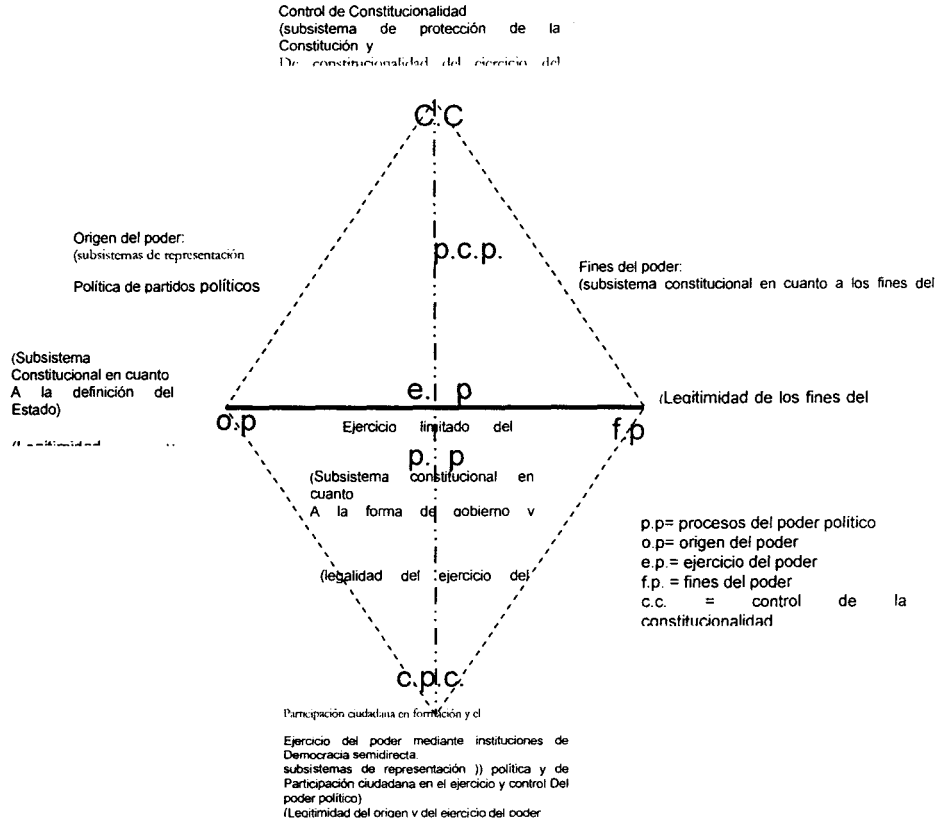 Control de Constitucionalidad
(subsistema de protección de la
Constitución y
De constitucionalidad del ejercicio del
C.C
Origen del poder:
(subsistemas de representación
Política de partidos políticos
p.c.p.
Fines del poder:
(subsistema constitucional en cuanto a los fines del
(Subsistema
Constitucional en cuanto
A la definición del
Estado)
e. p
(Legitimidad de los fines del
o.p
Ejercicio limitado del
f.p
p. p
(Subsistema constitucional en
cuanto
A la forma de gobierno y
(legalidad del ejercicio del
p.p= procesos del poder político
o.p= origen del poder
e.p.= ejercicio del poder
f.p. = fines del poder
c.c. = control de la
constitucionalidad
c.p.c.
Participación ciudadana en formación y el
Ejercicio del poder mediante instituciones de
Democracia semidirecta.
subsistemas de representación )) política y de
Participación ciudadana en el ejercicio y control Del
poder político)
(Legitimidad del origen y del ejercicio del poder